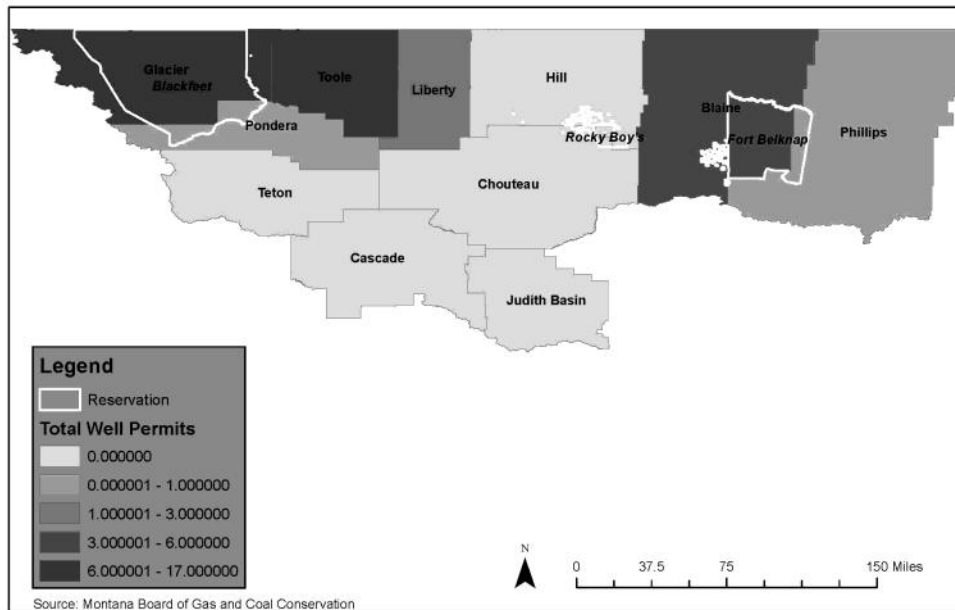 Glacier
Blackfeet
Toole
Liberty
Hill
Blaine
Pondera
Rocky Boy's
Fort Belknap
Phillips
Teton
Chouteau
Cascade
Judith Basin
Legend
Reservation
Total Well Permits
0.000000
0.000001 - 1.000000
1.000001 - 3.000000
3.000001 - 6.000000
6.000001 - 17.000000
N
0 37.5 75 150 Miles
Source: Montana Board of Gas and Coal Conservation